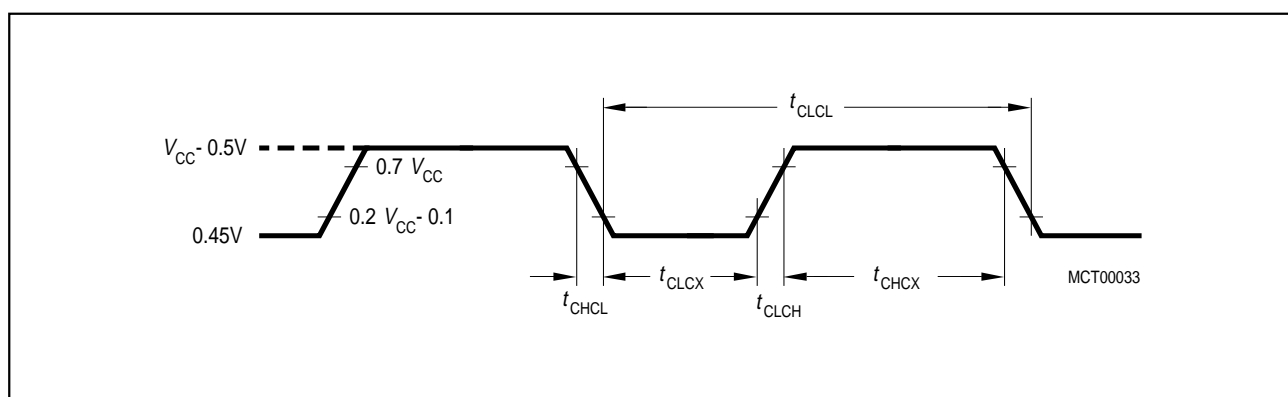 tCLCL
VCC- 0.5V
0.7 VCC
0.2 VCC- 0.1
0.45V
tCHCL
tCLCX
tCLCH
tCHCX
MCT00033